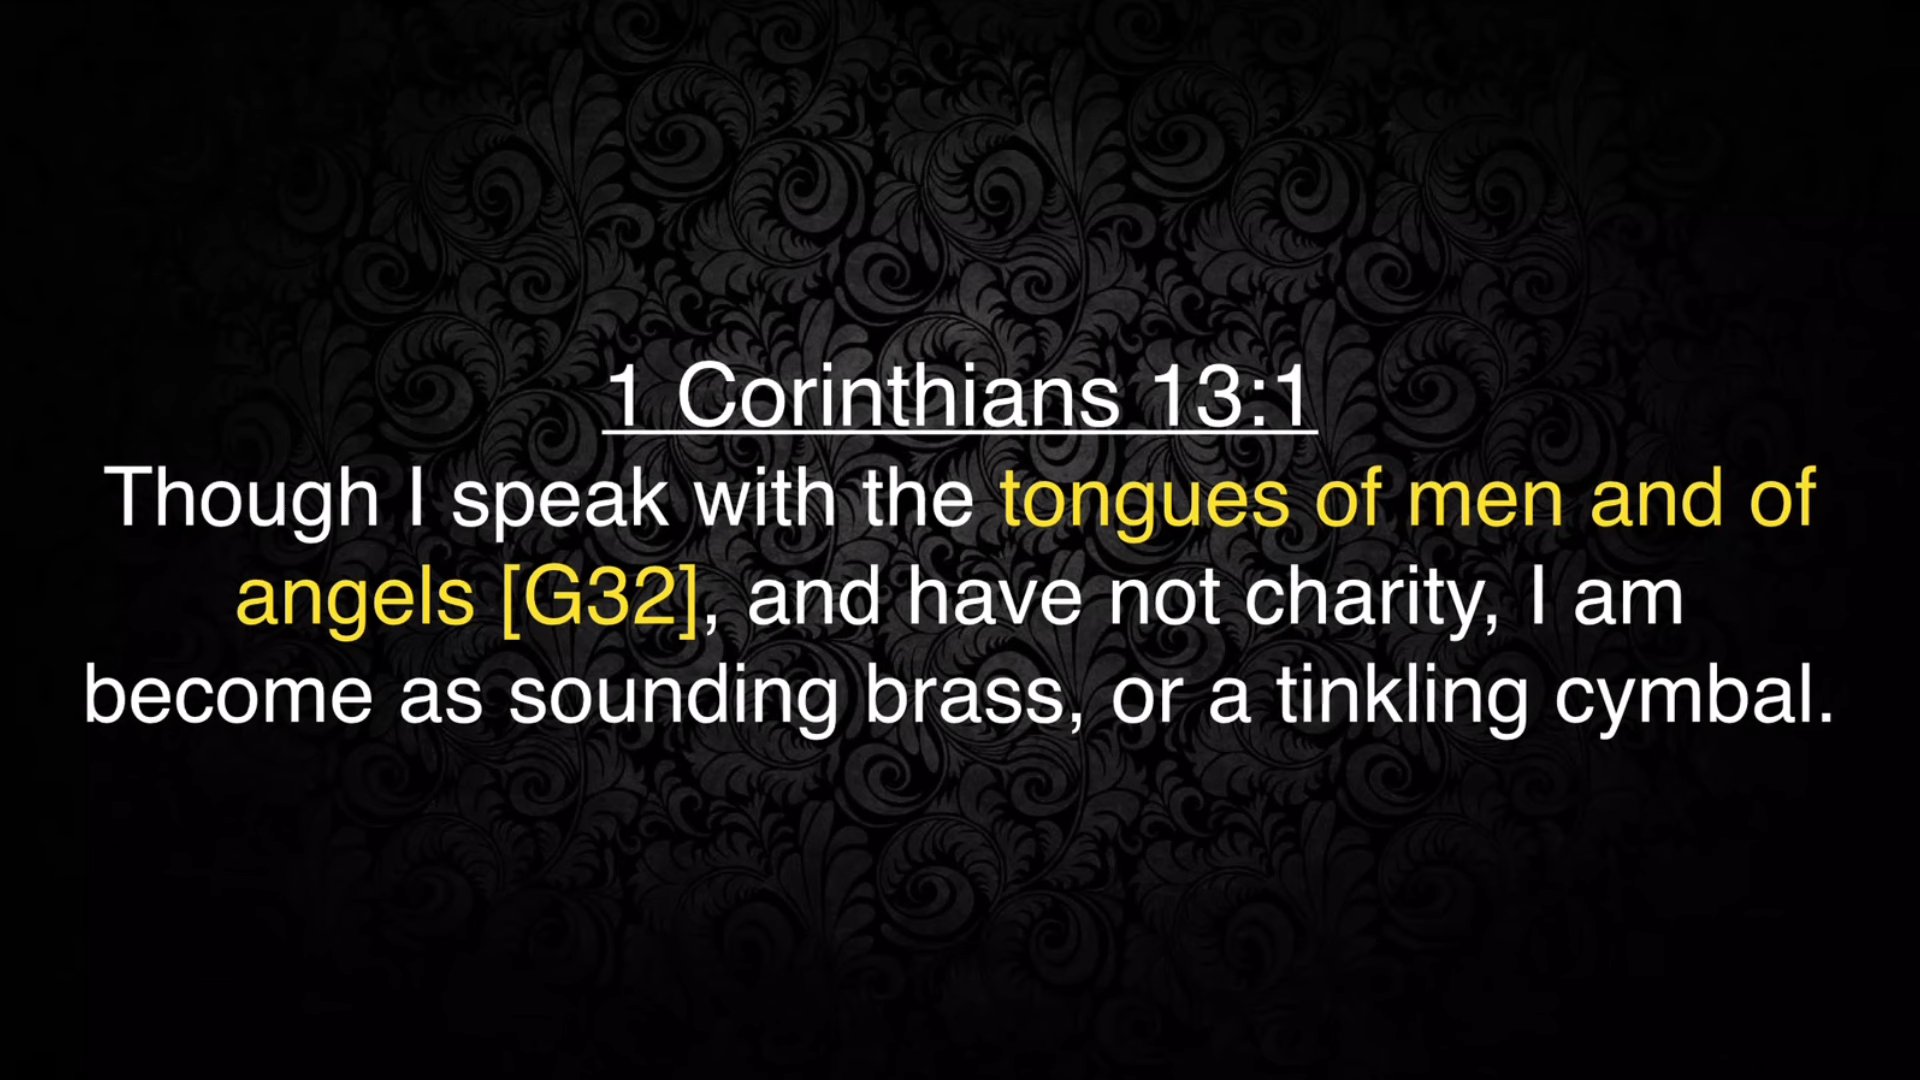 1 Corinthians 13:1
Though I speak with the tongues of men and of
angels [G32], and have not charity, I am
become as sounding brass, or a tinkling cymbal.